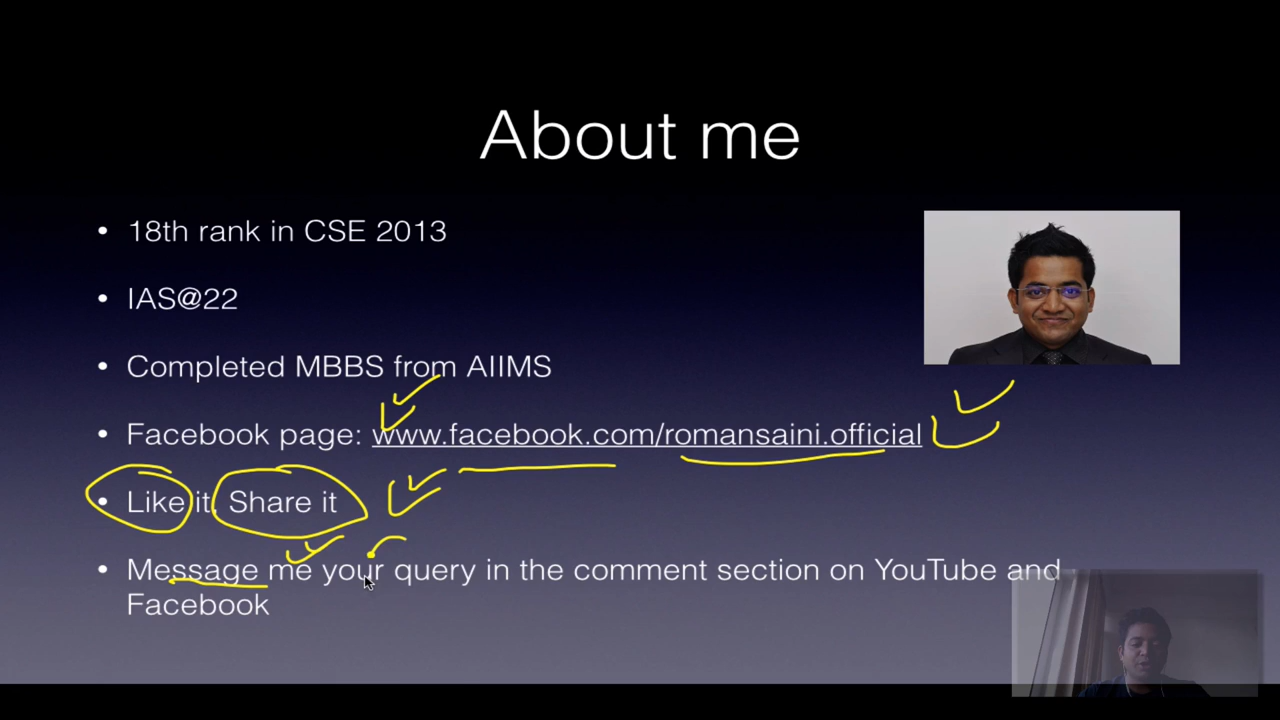 About me
• 18th rank in CSE 2013
• IAS@22
• Completed MBBS from AIIMS
• Facebook page: www.facebook.com/romansaini.official
• Like it, Share it
• Message me your query in the comment section on YouTube and
Facebook